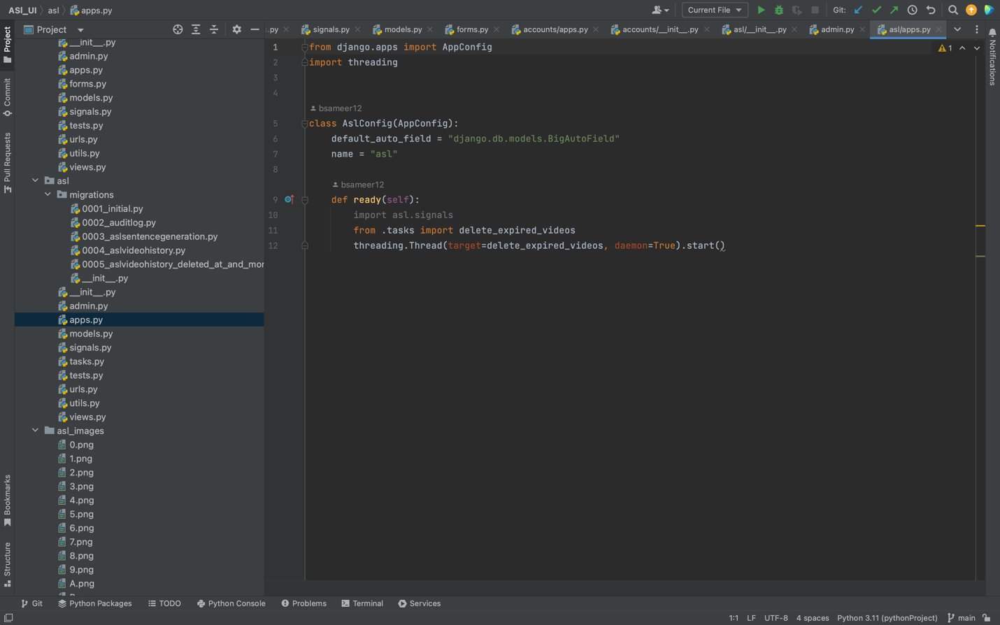 ASL_UI
asl
apps.py
Current File
Git:
Project
.py
signals.py
models.py
forms.py
accounts/apps.py
accounts/__init__.py
asl/__init__.py
admin.py
asl/apps.py
Project
Commit
Pull Requests
Bookmarks
Structure
Notifications
__init__.py
admin.py
apps.py
forms.py
models.py
signals.py
tests.py
urls.py
utils.py
views.py
asl
migrations
0001_initial.py
0002_auditlog.py
0003_aslsentencegeneration.py
0004_aslvideohistory.py
0005_aslvideohistory_deleted_at_and_mor
__init__.py
__init__.py
admin.py
apps.py
models.py
signals.py
tasks.py
tests.py
urls.py
utils.py
views.py
asl_images
0.png
1.png
2.png
3.png
4.png
5.png
6.png
7.png
8.png
9.png
A.png
1 from django.apps import AppConfig
2 import threading
3
4
bsameer12
5 class AslConfig(AppConfig):
6 default_auto_field = "django.db.models.BigAutoField"
7 name = "asl"
8
bsameer12
9 def ready(self):
10 import asl.signals
11 from .tasks import delete_expired_videos
12 threading.Thread(target=delete_expired_videos, daemon=True).start()
1
Git
Python Packages
TODO
Python Console
Problems
Terminal
Services
1:1
LF
UTF-8
4 spaces
Python 3.11 (pythonProject)
main